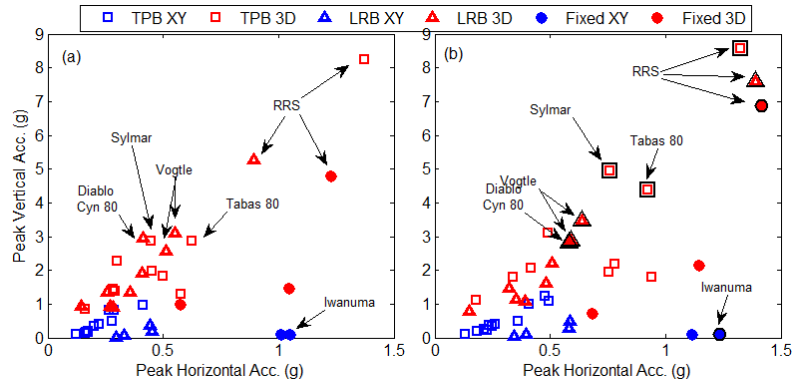 TPB XY TPB 3D LRB XY LRB 3D Fixed XY Fixed 3D
(a)
9
8
7
6
5
4
3
2
1
0
Peak Vertical Acc. (g)
RRS
Sylmar
Vogtle
Diablo
Cyn 80
Tabas 80
Iwanuma
0 0.5 1 1.5
Peak Horizontal Acc. (g)
(b)
9
8
7
6
5
4
3
2
1
0
RRS
Sylmar
Tabas 80
Vogtle
Diablo
Cyn 80
Iwanuma
0 0.5 1 1.5
Peak Horizontal Acc. (g)